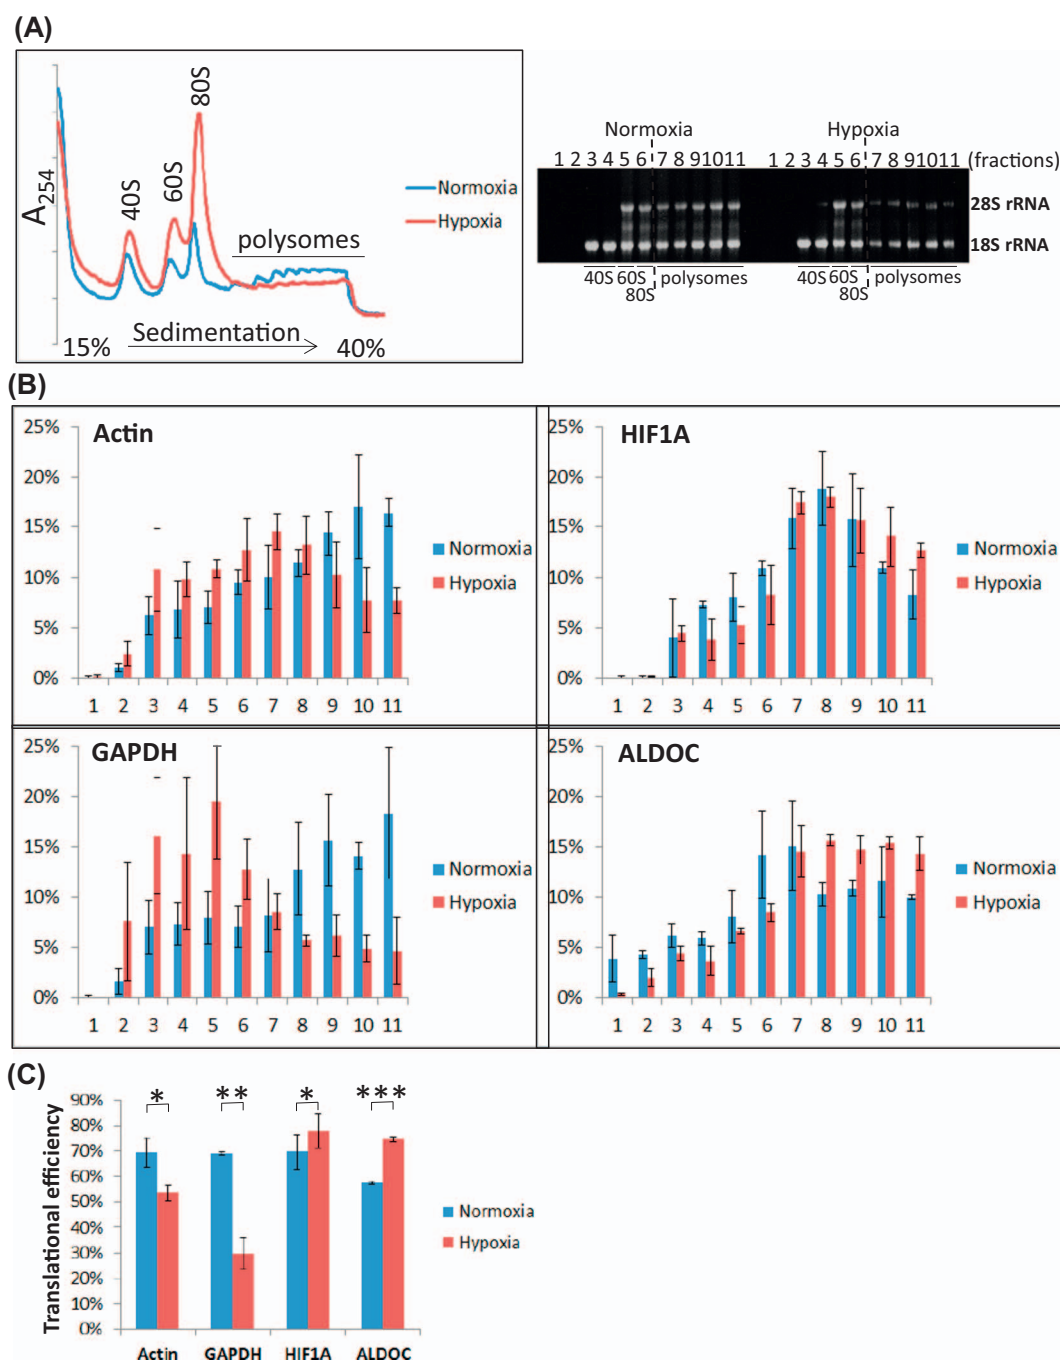 (A)
A254
40S
60S
80S
polysomes
Normoxia
Hypoxia
15% Sedimentation 40%
Normoxia Hypoxia
1 2 3 4 5 6 7 8 9 10 11 1 2 3 4 5 6 7 8 9 10 11 (fractions)
28S rRNA
18S rRNA
40S 60S polysomes 40S 60S polysomes
80S 80S
(B)
Actin
25%
20%
15%
10%
5%
0%
1 2 3 4 5 6 7 8 9 10 11
Normoxia
Hypoxia
HIF1A
25%
20%
15%
10%
5%
0%
1 2 3 4 5 6 7 8 9 10 11
Normoxia
Hypoxia
GAPDH
25%
20%
15%
10%
5%
0%
1 2 3 4 5 6 7 8 9 10 11
Normoxia
Hypoxia
ALDOC
25%
20%
15%
10%
5%
0%
1 2 3 4 5 6 7 8 9 10 11
Normoxia
Hypoxia
(C)
Translational efficiency
90%
80%
70%
60%
50%
40%
30%
20%
10%
0%
* ** * ***
Actin GAPDH HIF1A ALDOC
Normoxia
Hypoxia